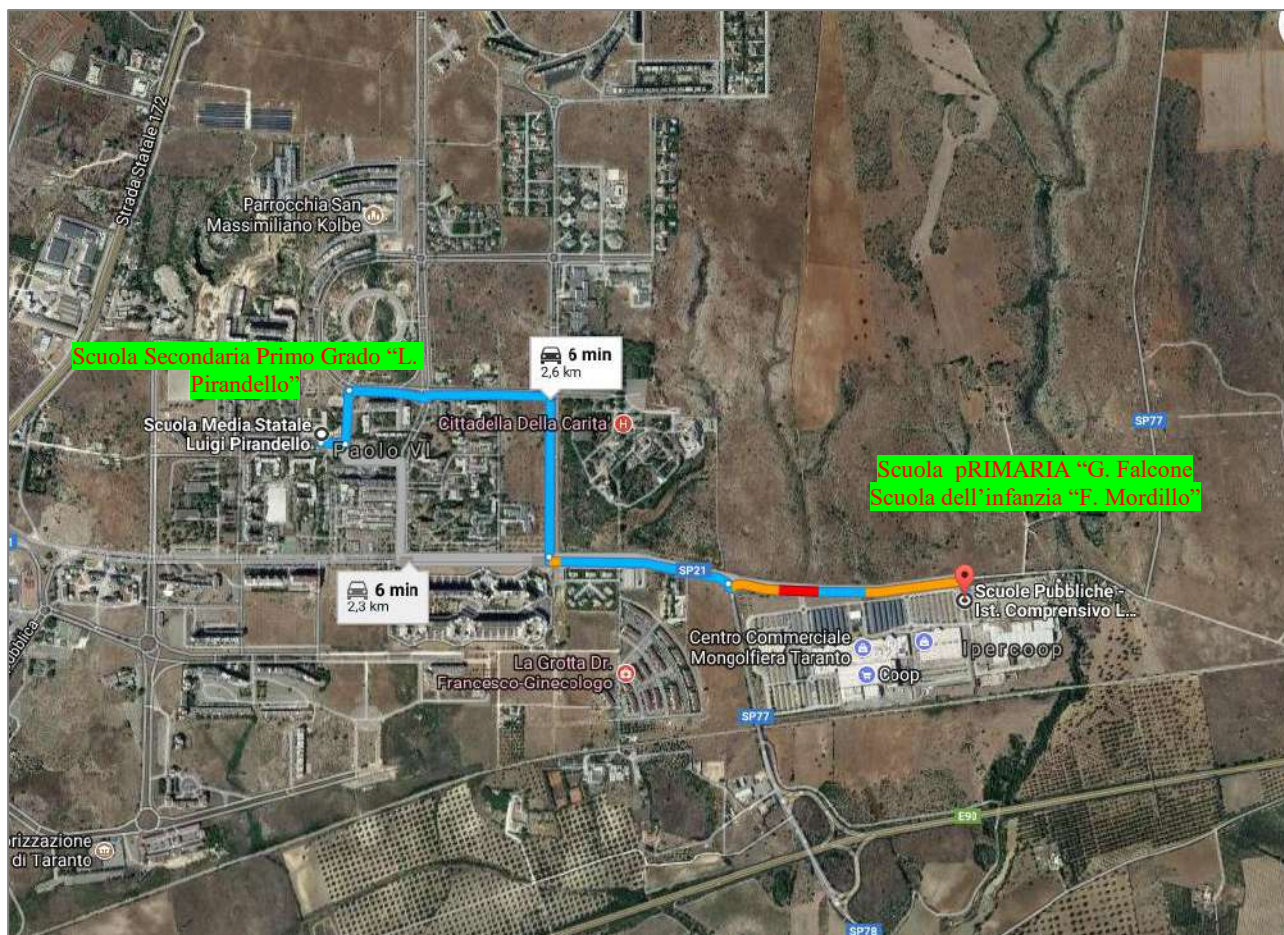 Strada Statale 172
Parrocchia San
Massimiliano Kolbe
Scuola Secondaria Primo Grado “L.
Pirandello”
6 min
2,6 km
Scuola Media Statale
Luigi Pirandello
Paolo VI
Cittadella Della Carità
SP77
Scuola pRIMARIA “G. Falcone
Scuola dell’infanzia “F. Mordillo”
SP21
6 min
2,3 km
Scuole Pubbliche -
Ist. Comprensivo L...
Centro Commerciale
Mongolfiera Taranto
Ipercoop
Coop
La Grotta Dr.
Francesco-Ginecologo
SP77
E90
orizzazione
di Taranto
SP78